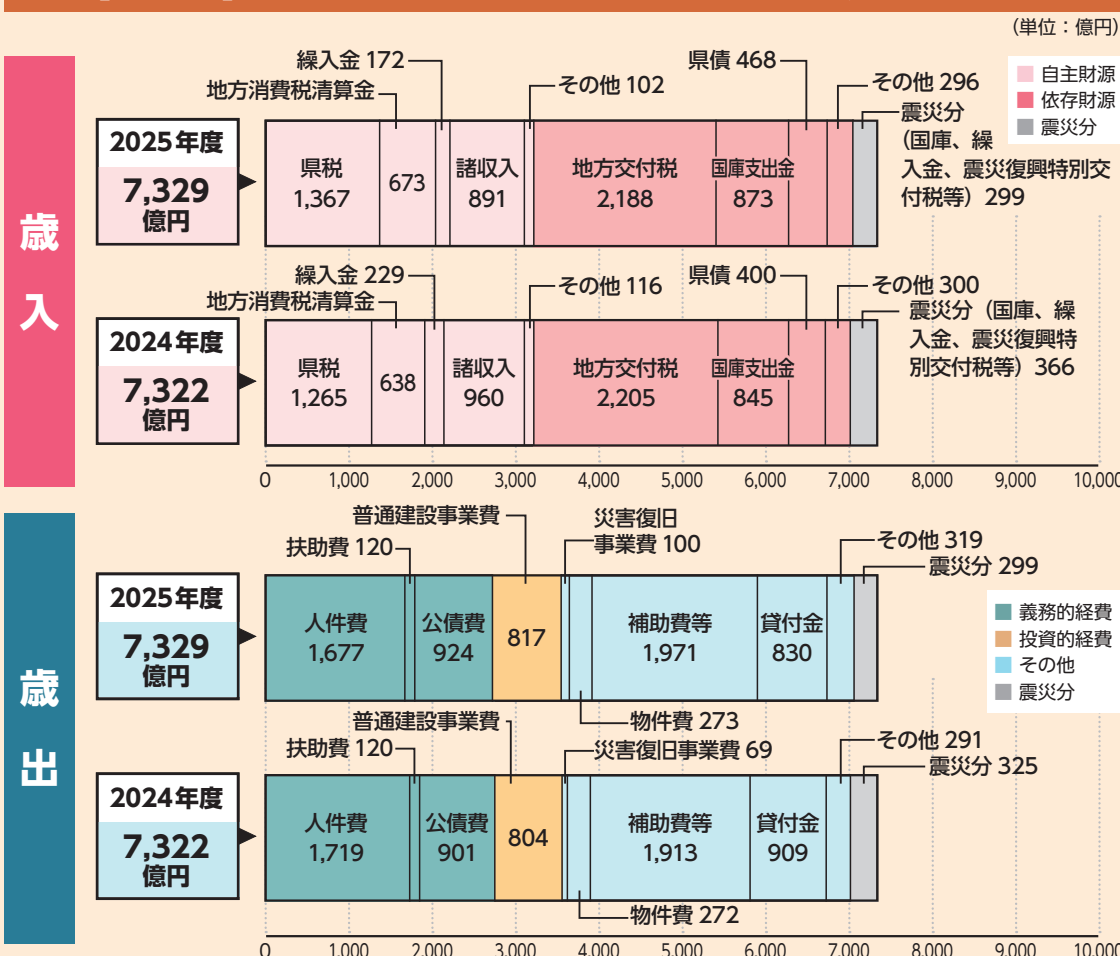 (単位：億円)
歳入
自主財源
依存財源
震災分
2025年度
7,329
億円
繰入金 172
地方消費税清算金
その他 102
県債 468
その他 296
震災分
(国庫、繰
入金、震災復興特別交
付税等) 299
県税
1,367
673
諸収入
891
地方交付税
2,188
国庫支出金
873
2024年度
7,322
億円
繰入金 229
地方消費税清算金
その他 116
県債 400
その他 300
震災分 (国庫、繰
入金、震災復興特
別交付税等) 366
県税
1,265
638
諸収入
960
地方交付税
2,205
国庫支出金
845
0 1,000 2,000 3,000 4,000 5,000 6,000 7,000 8,000 9,000 10,000
歳出
義務的経費
投資的経費
その他
震災分
2025年度
7,329
億円
普通建設事業費
扶助費 120
災害復旧
事業費 100
その他 319
震災分 299
人件費
1,677
公債費
924
817
補助費等
1,971
貸付金
830
物件費 273
2024年度
7,322
億円
普通建設事業費
扶助費 120
災害復旧事業費 69
その他 291
震災分 325
人件費
1,719
公債費
901
804
補助費等
1,913
貸付金
909
物件費 272
0 1,000 2,000 3,000 4,000 5,000 6,000 7,000 8,000 9,000 10,000